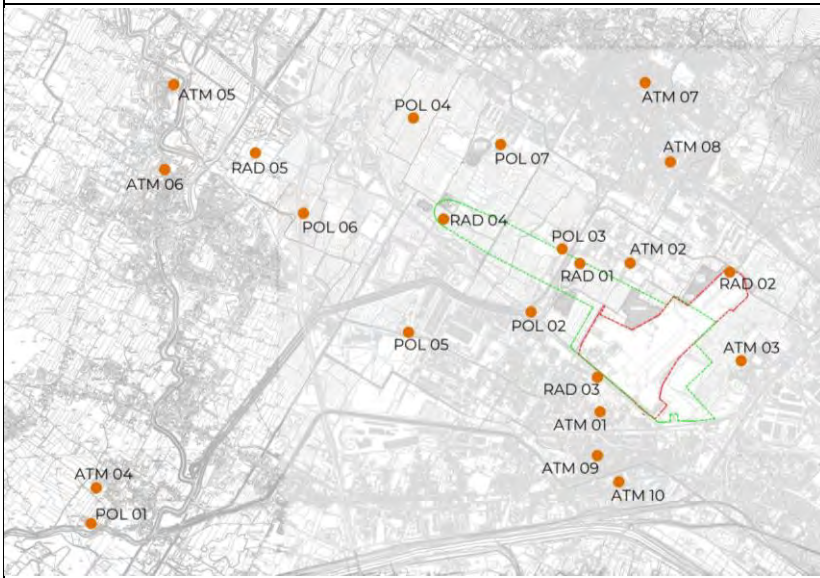 ATM 05
ATM 07
POL 04
ATM 08
POL 07
RAD 05
ATM 06
POL 06
RAD 04
POL 03
ATM 02
RAD 01
RAD 02
POL 02
POL 05
ATM 03
RAD 03
ATM 01
ATM 09
ATM 04
ATM 10
POL 01